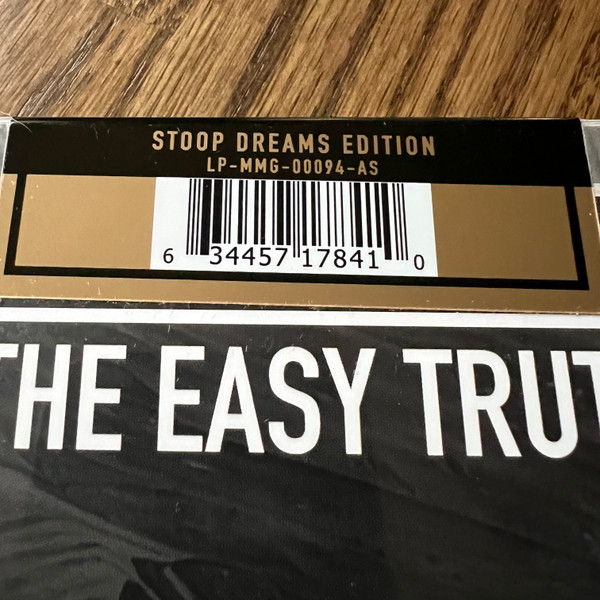 STOOP DREAMS EDITION
LP-MMG-00094-AS
6 34457 17841 0
THE EASY TRUT